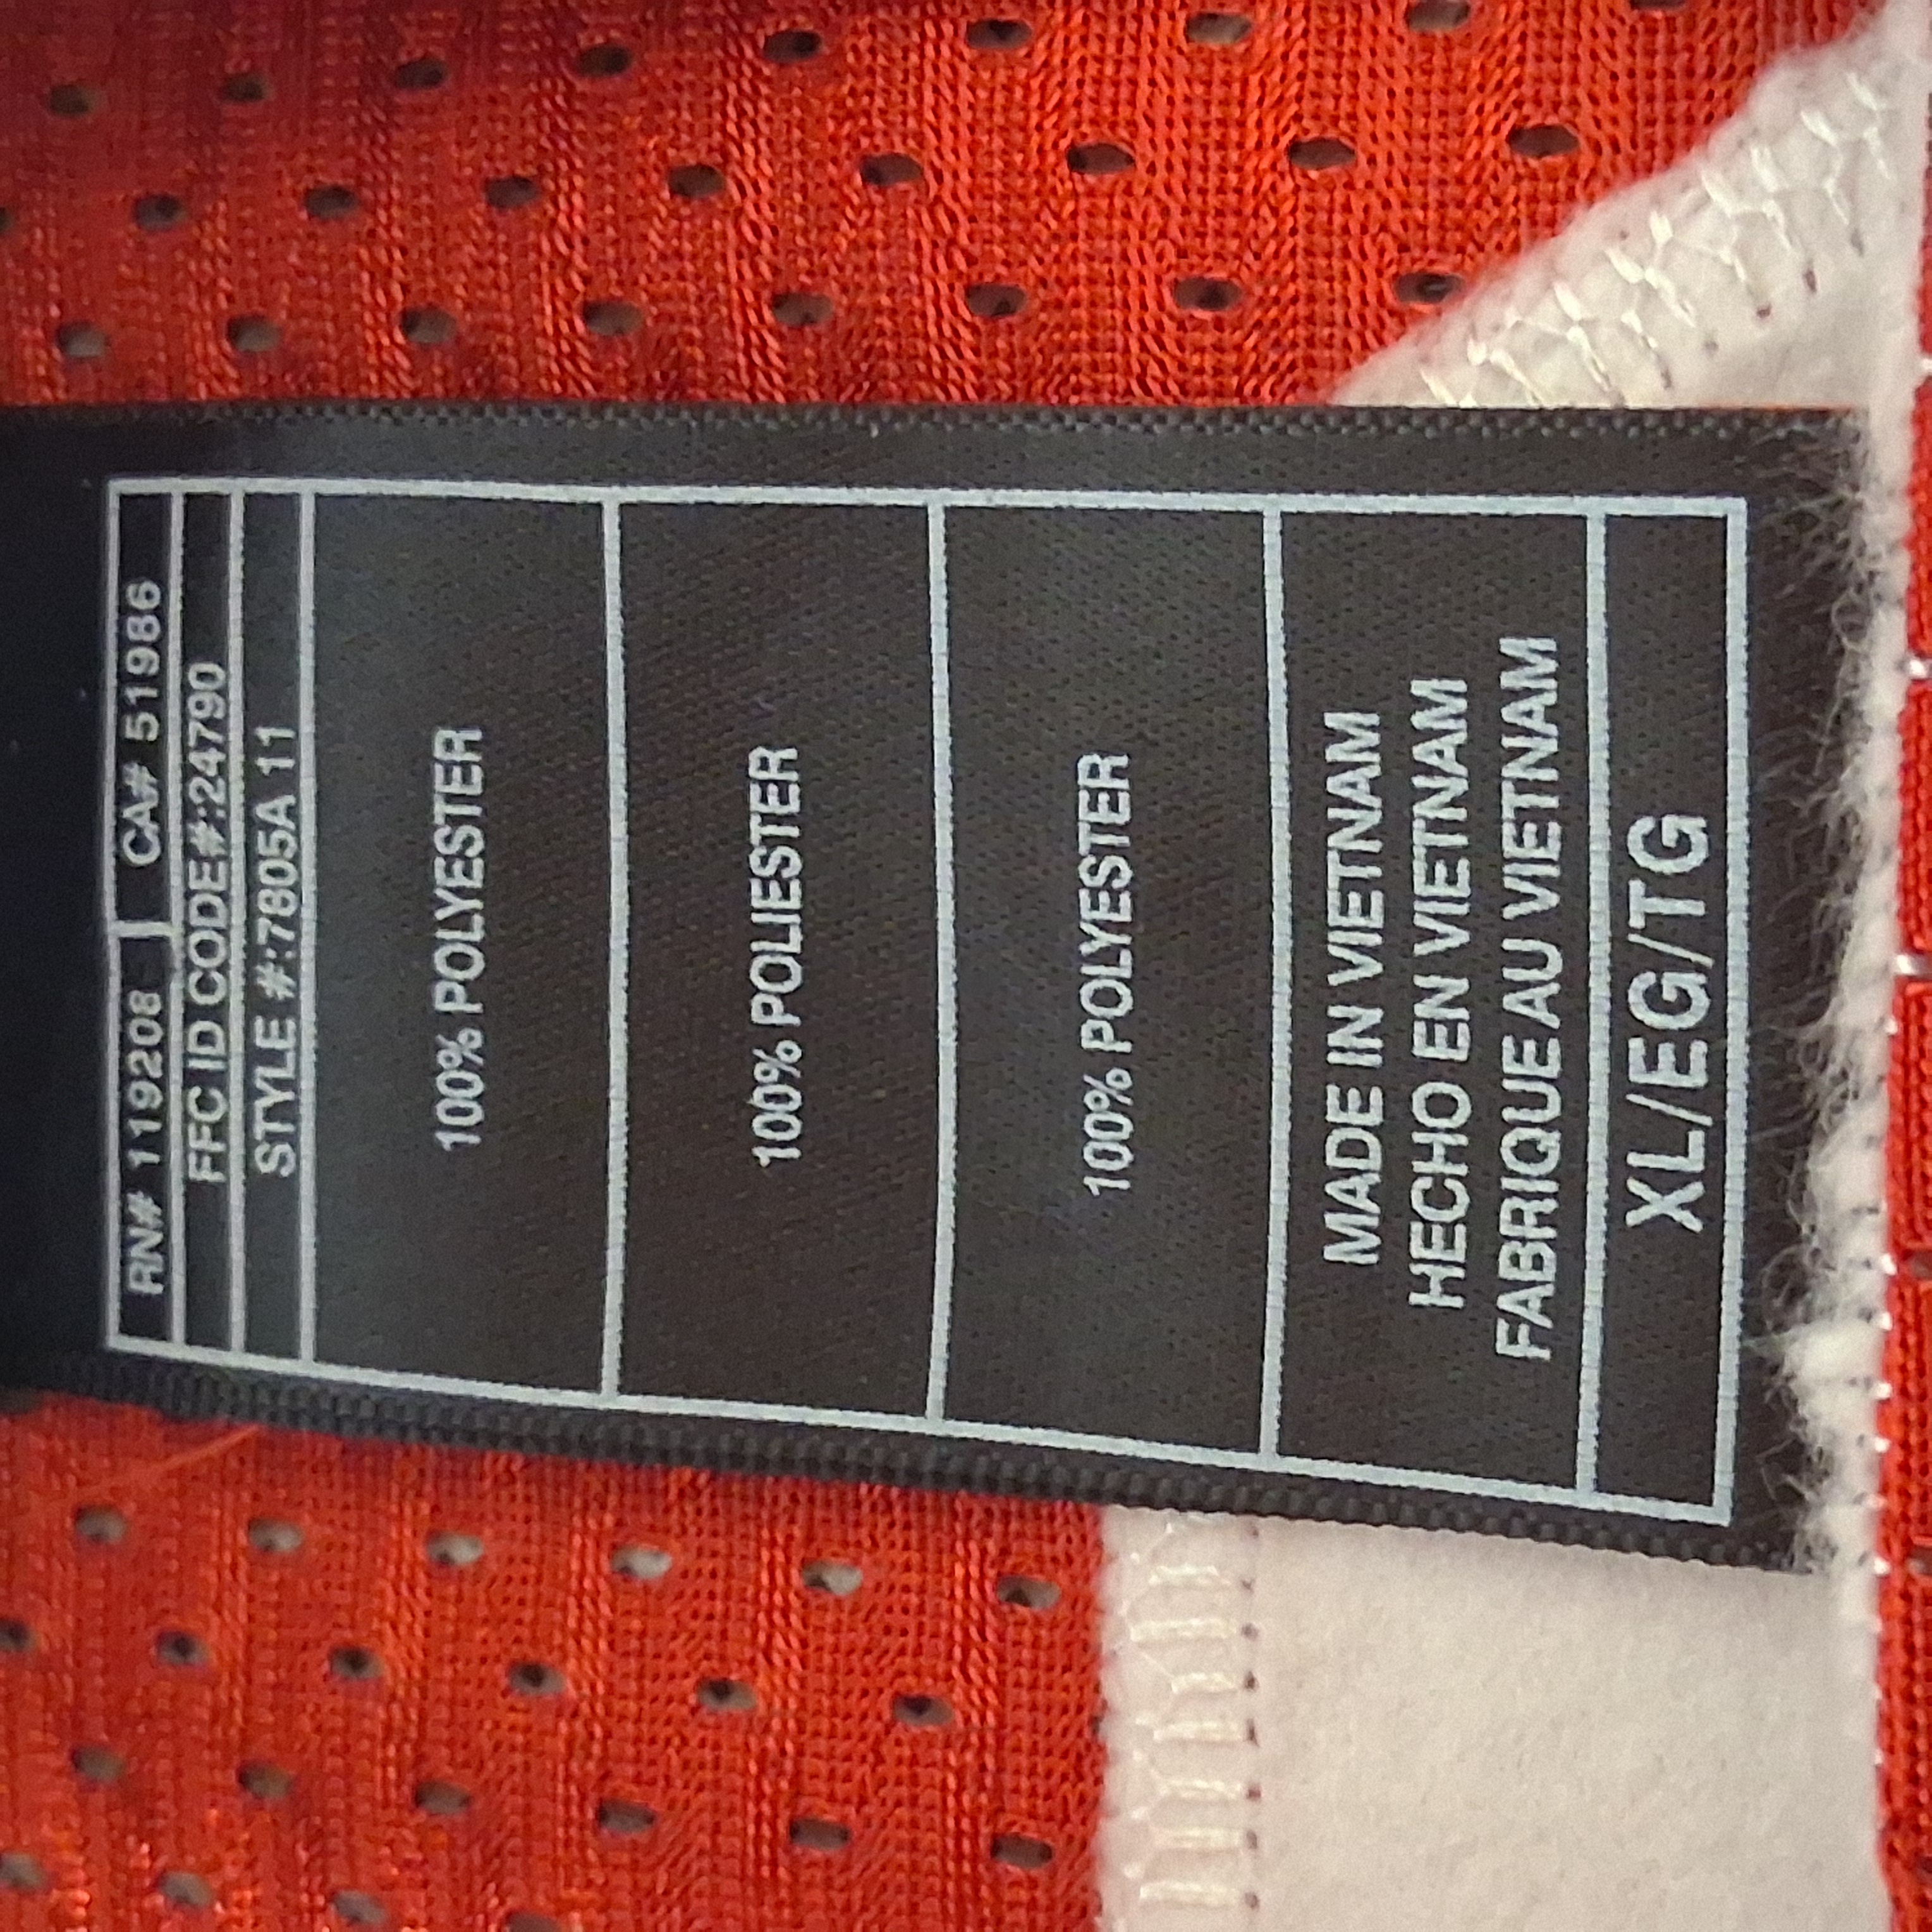 RN# 119208 CA# 51986
FFC ID CODE#:24790
STYLE #:7805A 11
100% POLYESTER
100% POLIESTER
100% POLYESTER
MADE IN VIETNAM
HECHO EN VIETNAM
FABRIQUE AU VIETNAM
XL/EG/TG